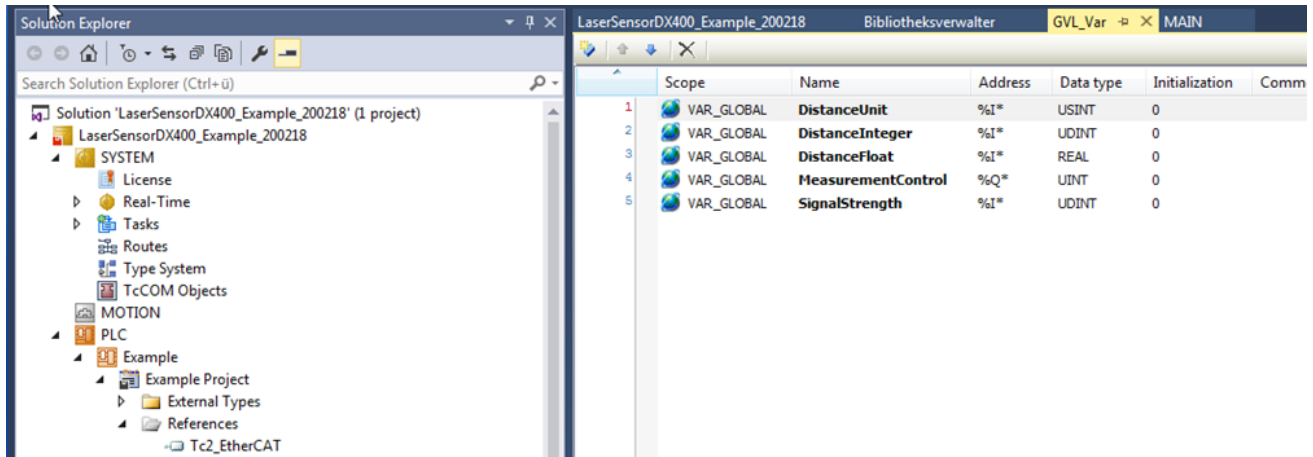 Solution Explorer
Search Solution Explorer (Ctrl+ü)
Solution 'LaserSensorDX400_Example_200218' (1 project)
LaserSensorDX400_Example_200218
SYSTEM
License
Real-Time
Tasks
Routes
Type System
TcCOM Objects
MOTION
PLC
Example
Example Project
External Types
References
Tc2_EtherCAT
LaserSensorDX400_Example_200218 Bibliotheksverwalter GVL_Var MAIN
Scope Name Address Data type Initialization Comme
1 VAR_GLOBAL DistanceUnit %I* USINT 0
2 VAR_GLOBAL DistanceInteger %I* UDINT 0
3 VAR_GLOBAL DistanceFloat %I* REAL 0
4 VAR_GLOBAL MeasurementControl %Q* UINT 0
5 VAR_GLOBAL SignalStrength %I* UDINT 0